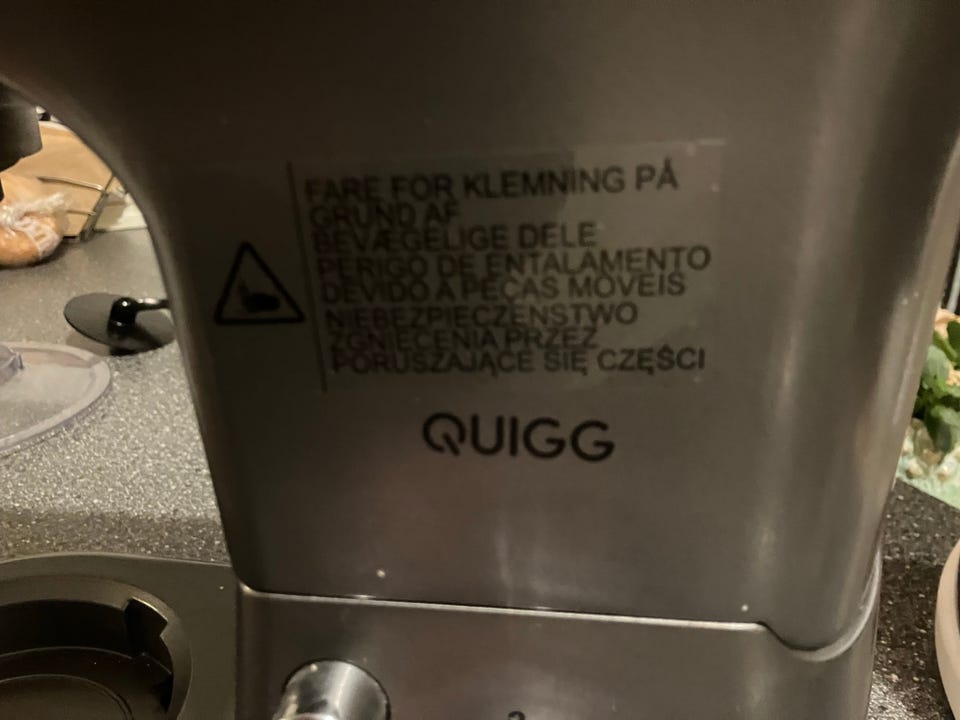 FARE FOR KLEMNING PÅ
GRUND AF
BEVÆGELIGE DELE
PERIGO DE ENTALAMENTO
DEVIDO A PEÇAS MÓVEIS
NIEBEZPIECZEŃSTWO
ZGNIECENIA PRZEZ
PORUSZAJĄCE SIĘ CZĘŚCI
QUIGG